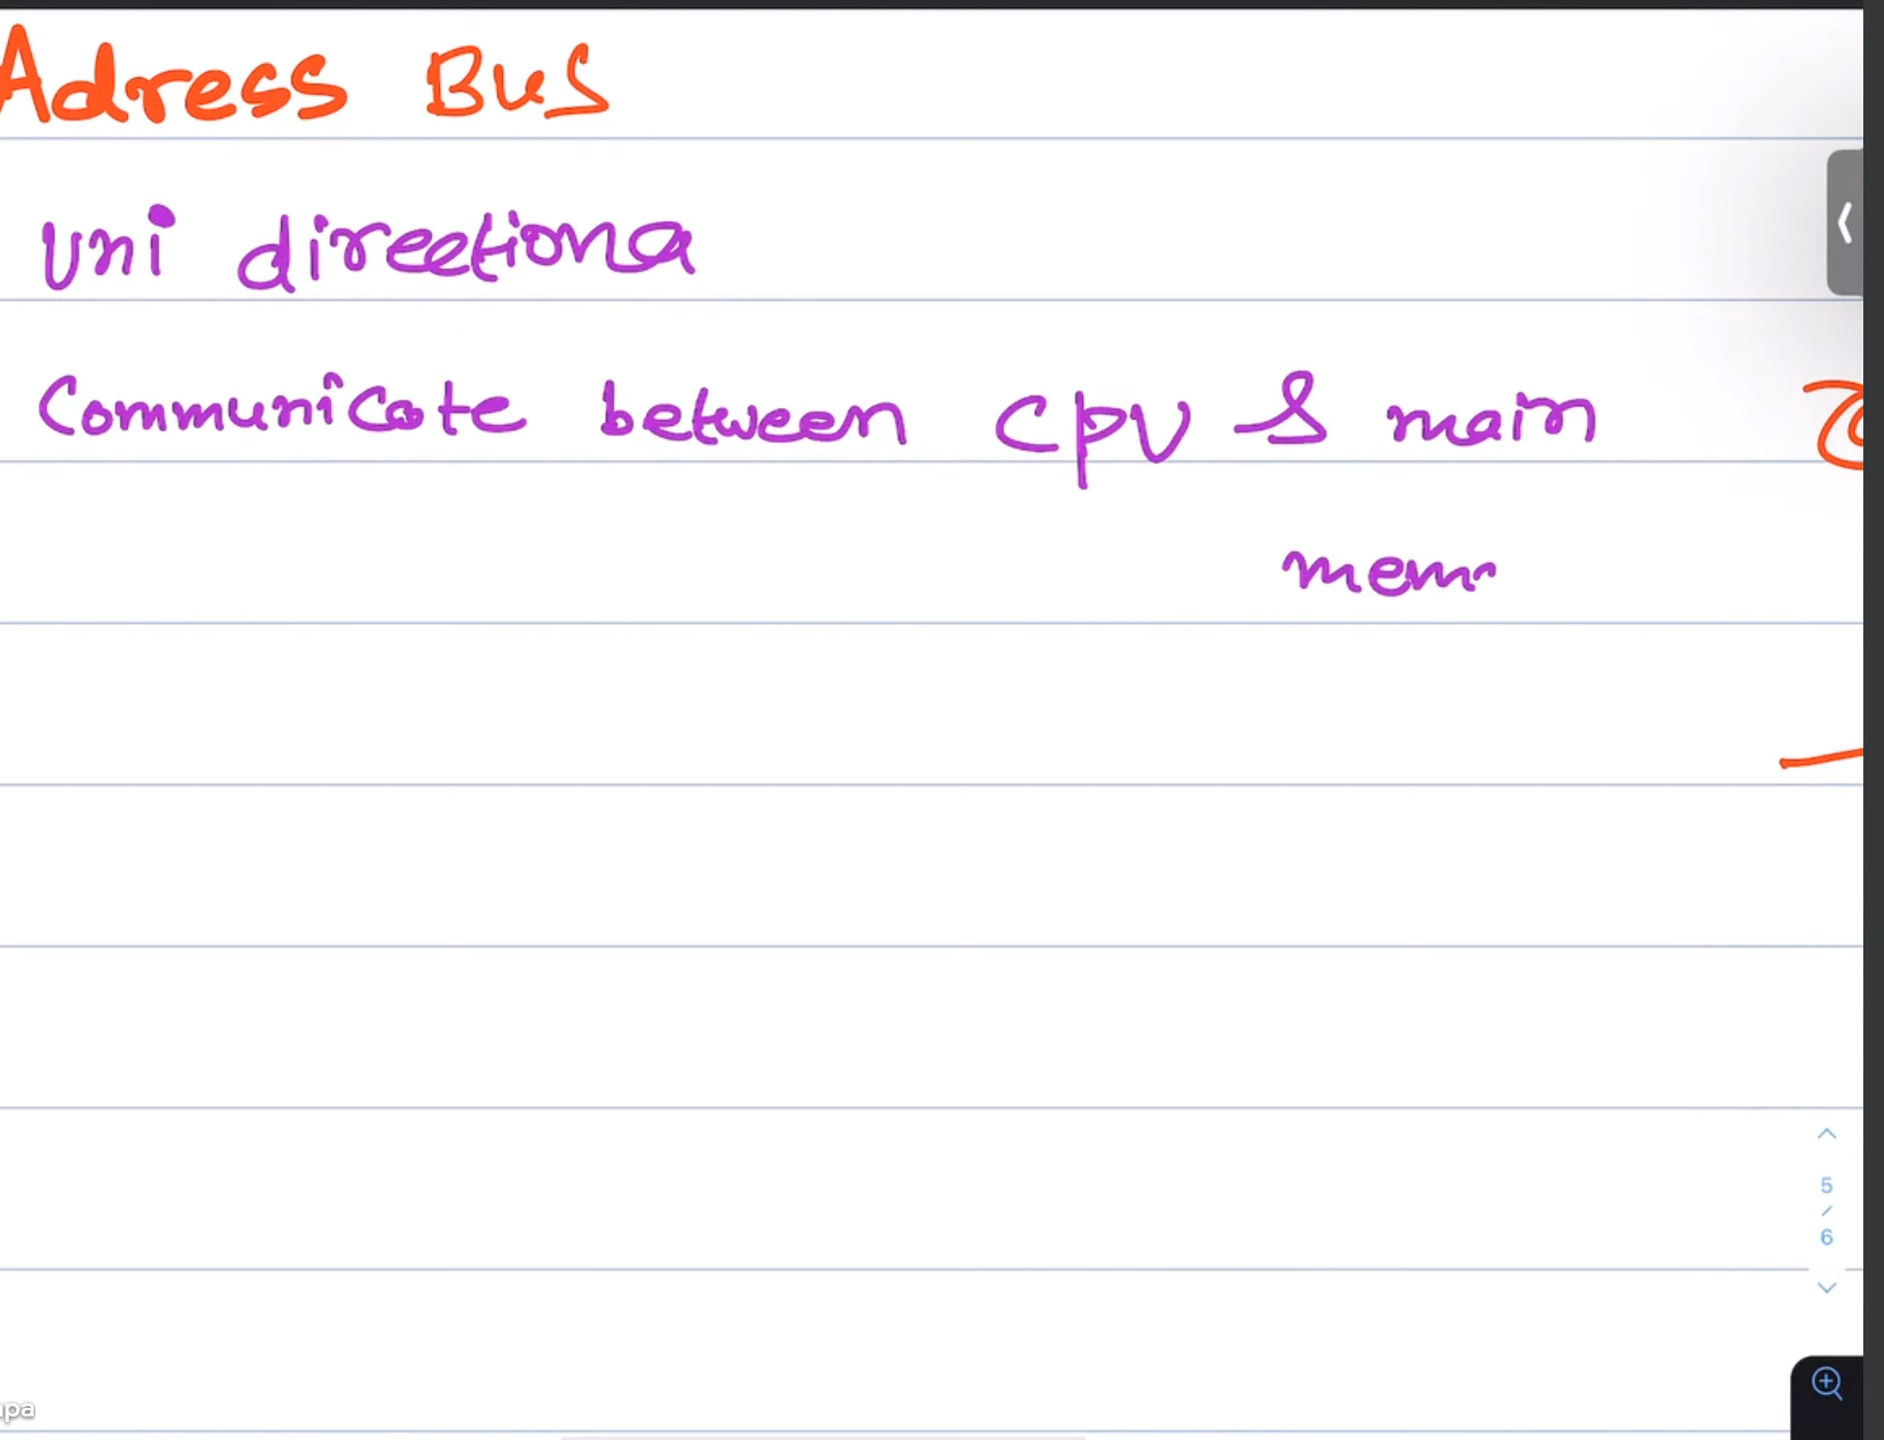 Adress Bus
Uni directiona
Communicate between CPU & main
mem
5
/
6